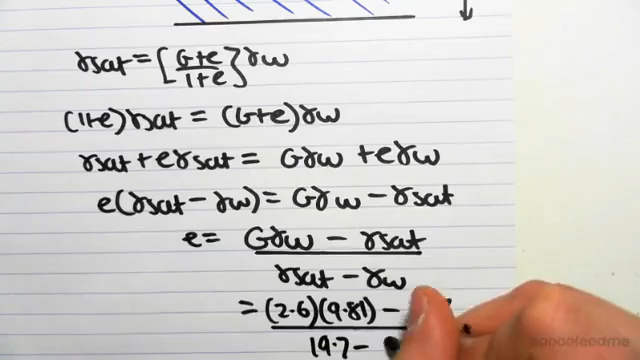 γsat = [G+e / 1+e] γw
(1+e)γsat = (G+e)γw
γsat + eγsat = Gγw + eγw
e(γsat − γw) = Gγw − γsat
e = Gγw − γsat
γsat − γw
= (2.6)(9.81) −
19.7 −